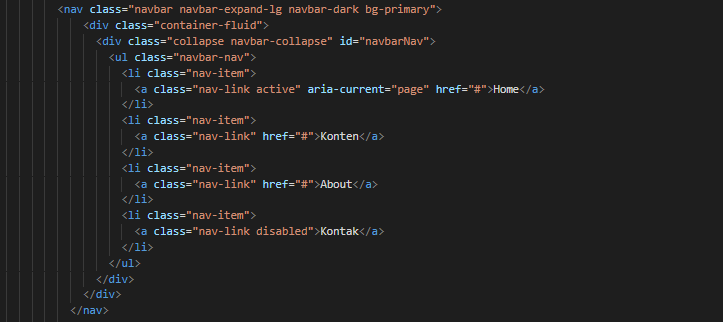 <nav class="navbar navbar-expand-lg navbar-dark bg-primary">
<div class="container-fluid">
<div class="collapse navbar-collapse" id="navbarNav">
<ul class="navbar-nav">
<li class="nav-item">
<a class="nav-link active" aria-current="page" href="#">Home</a>
</li>
<li class="nav-item">
<a class="nav-link" href="#">Konten</a>
</li>
<li class="nav-item">
<a class="nav-link" href="#">About</a>
</li>
<li class="nav-item">
<a class="nav-link disabled">Kontak</a>
</li>
</ul>
</div>
</div>
</nav>